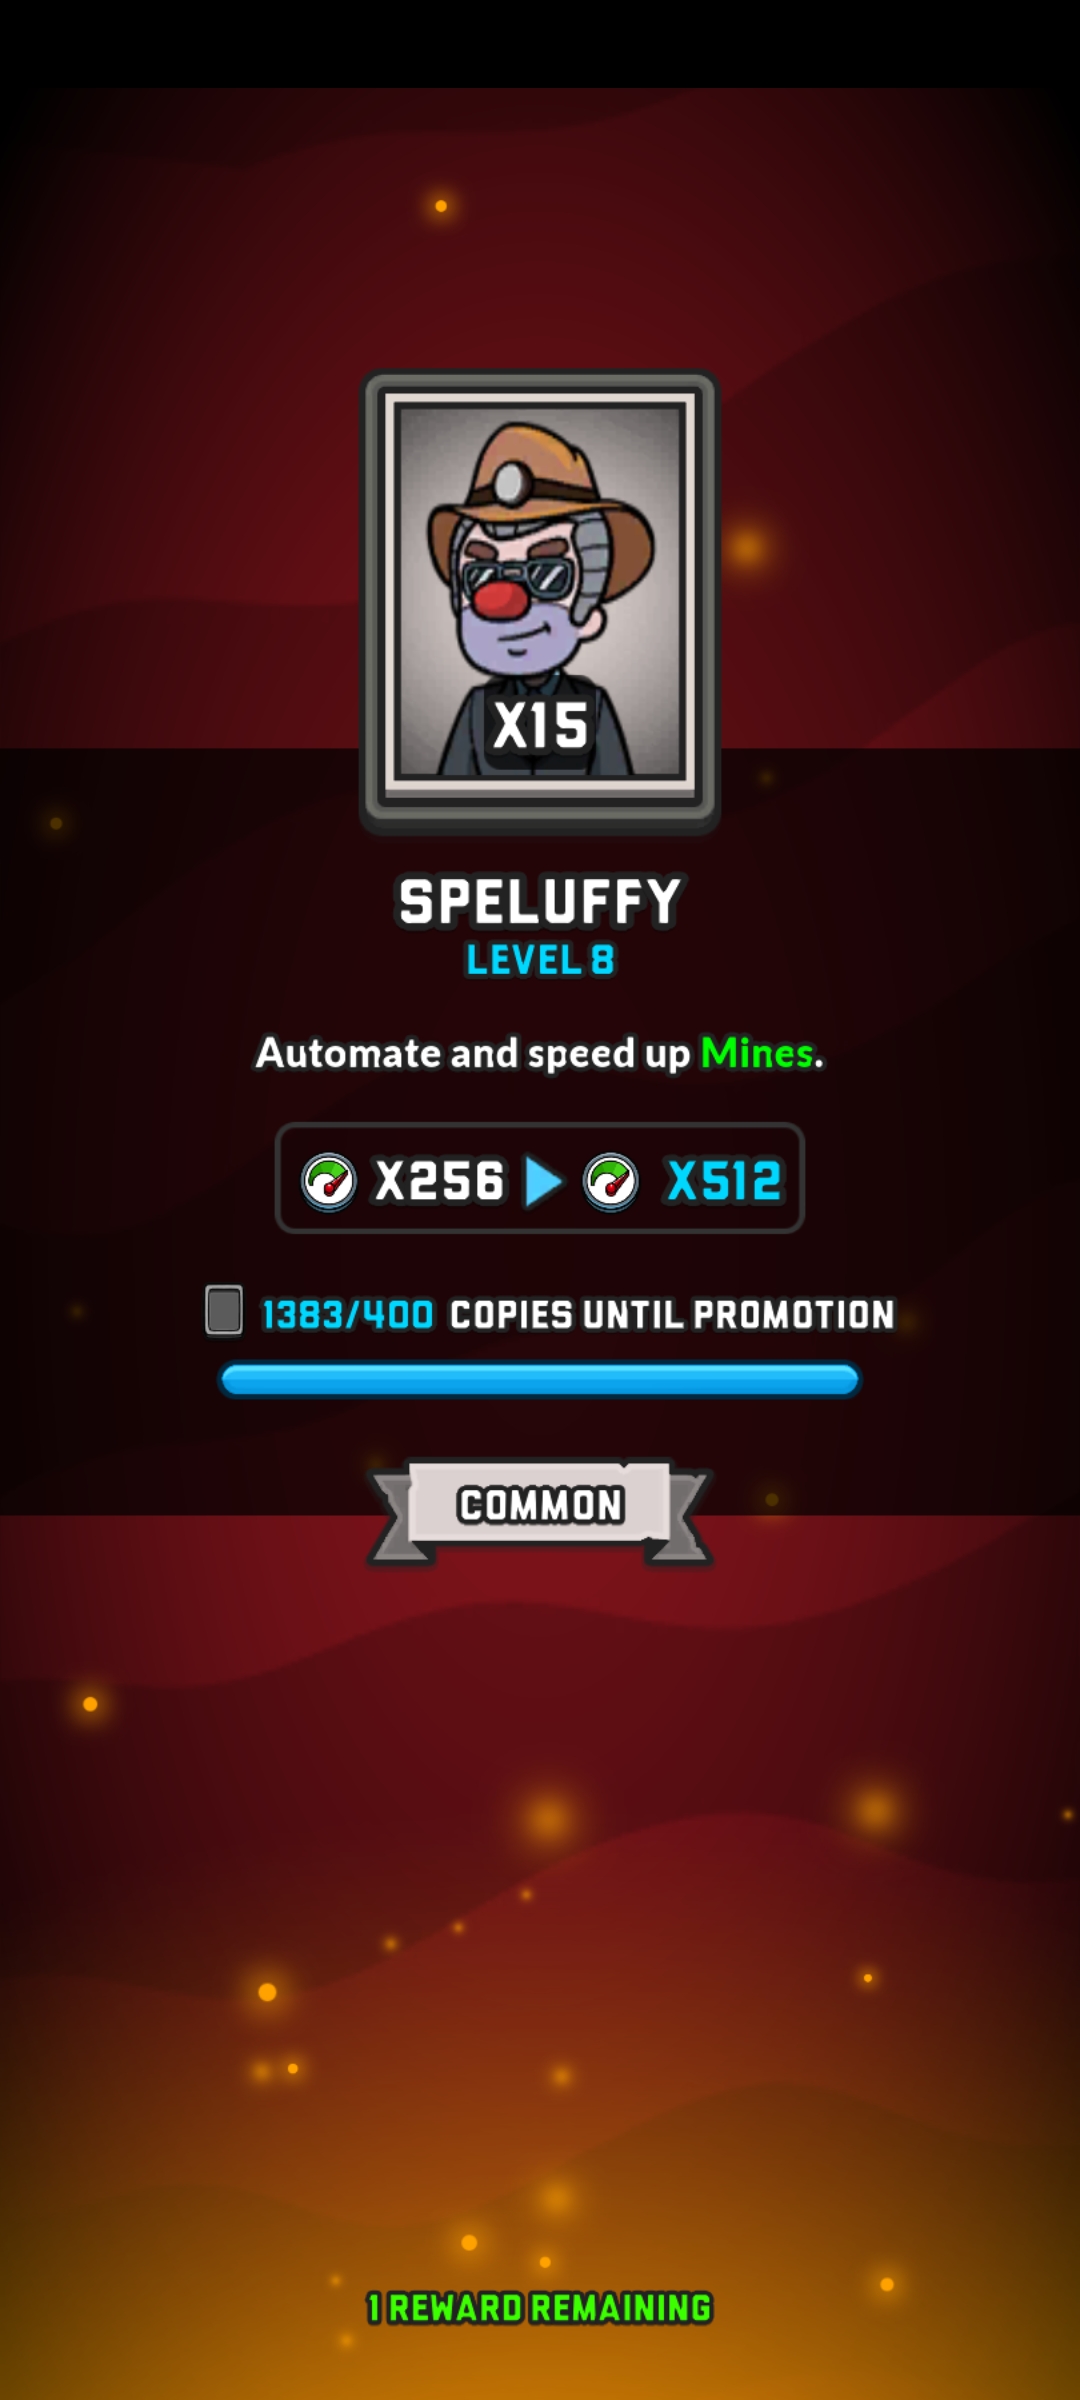 X15
SPELUFFY
LEVEL 8
Automate and speed up Mines.
X256 X512
1383/400 COPIES UNTIL PROMOTION
COMMON
1 REWARD REMAINING